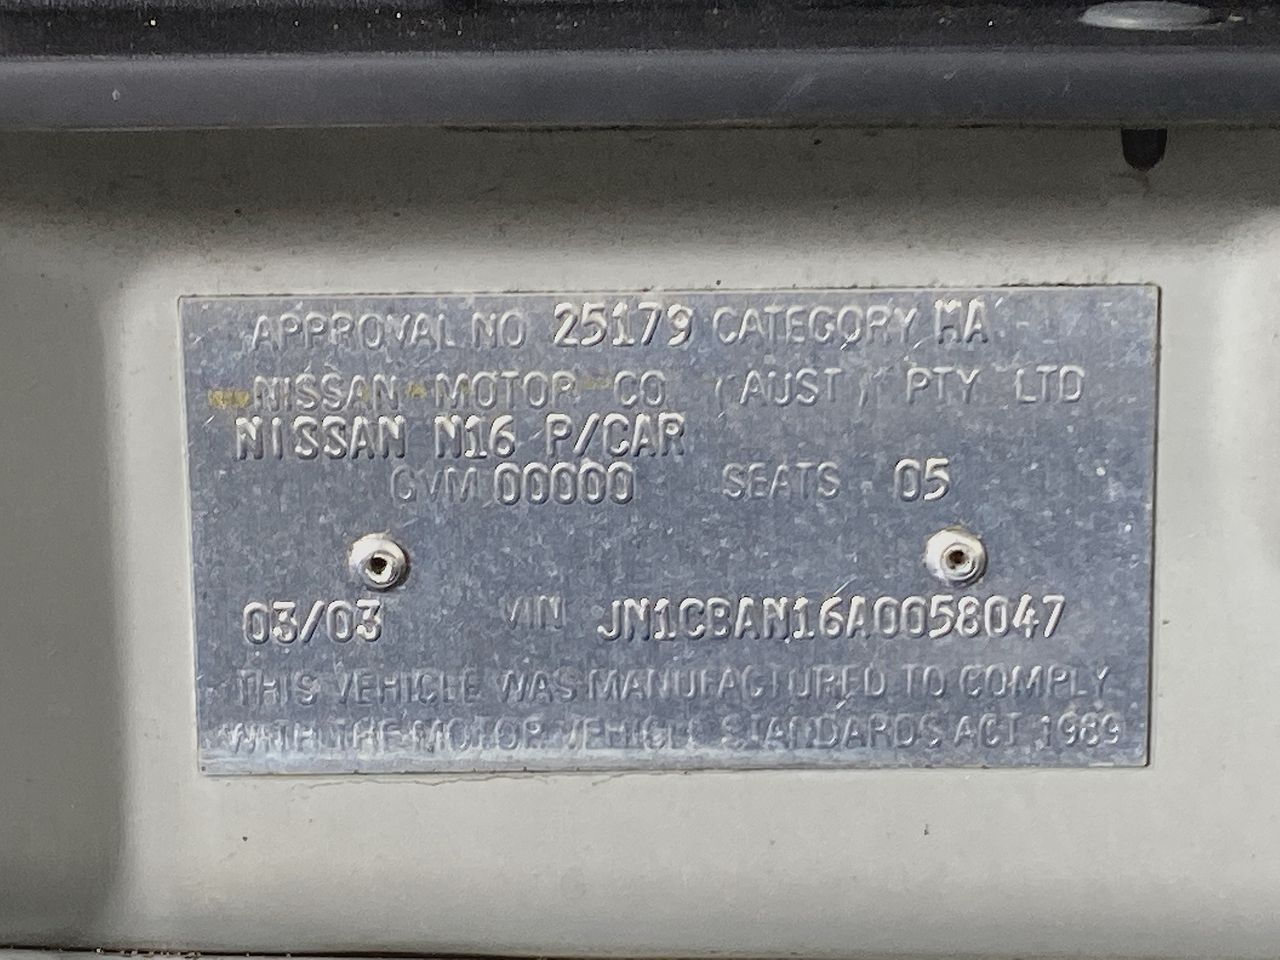 APPROVAL NO 25179 CATEGORY MA
NISSAN MOTOR CO (AUST) PTY LTD
NISSAN N16 P/CAR
GVM 00000 SEATS 05
03/03 VIN JN1CBAN16A0058047
THIS VEHICLE WAS MANUFACTURED TO COMPLY
WITH THE MOTOR VEHICLE STANDARDS ACT 1989